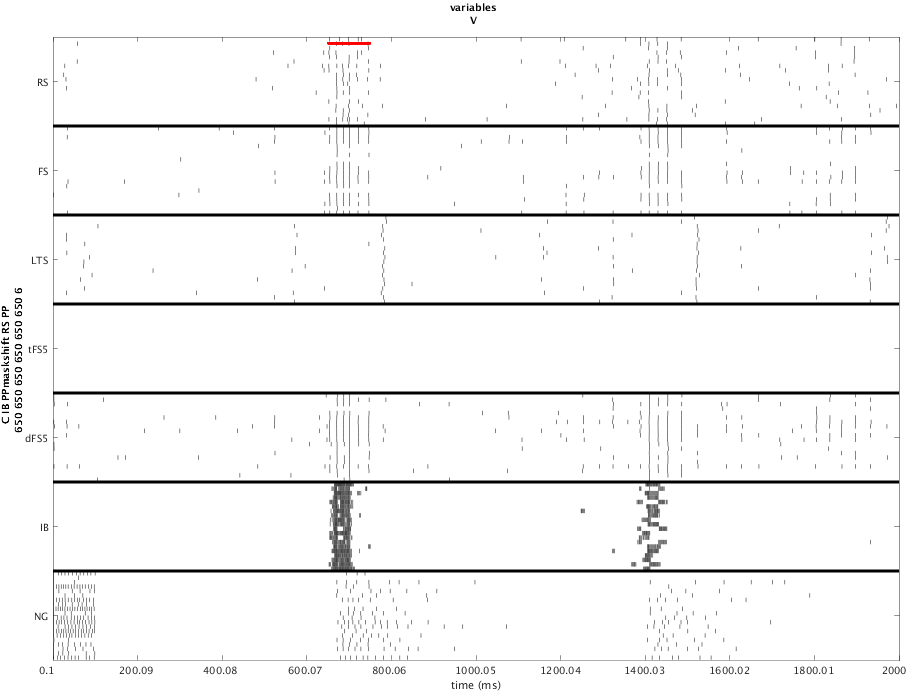 variables
V
RS
FS
LTS
tFS5
dFS5
IB
NG
C IB PPmaskshift RS PP
650 650 650 650 650 650 650 6
0.1 200.09 400.08 600.07 800.06 1000.05 1200.04 1400.03 1600.02 1800.01 2000
time (ms)